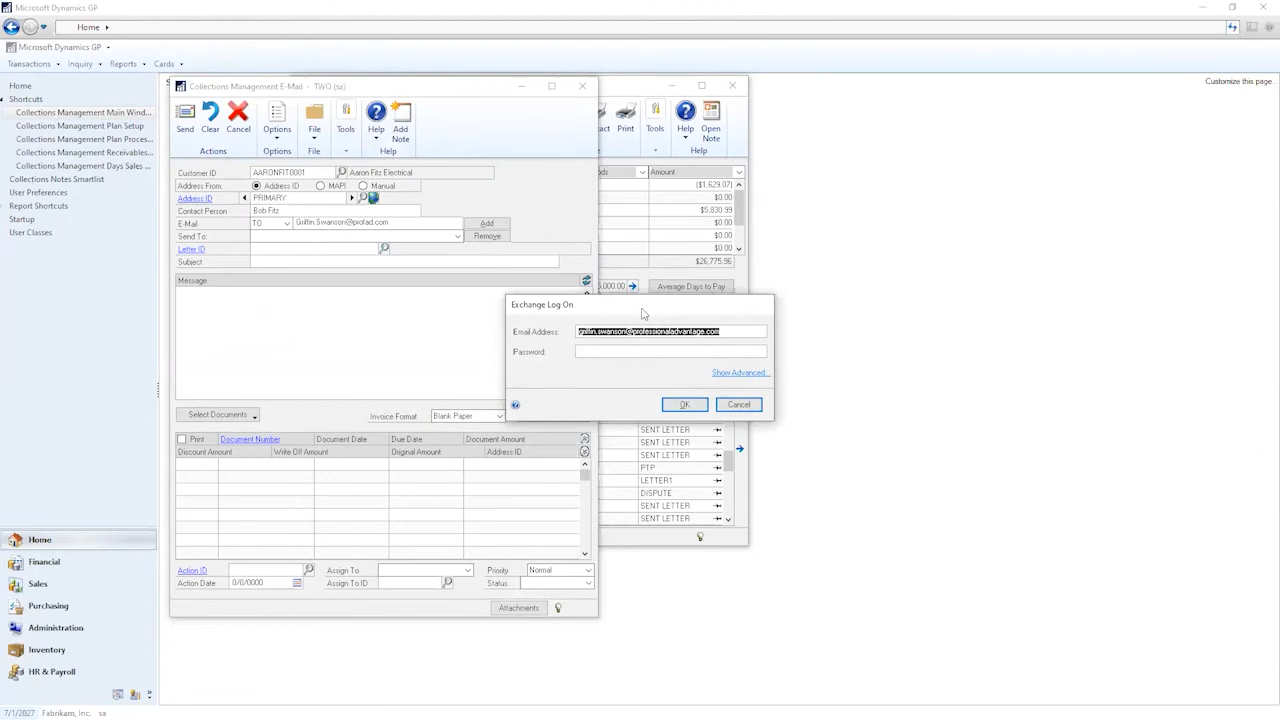 Microsoft Dynamics GP
Home
Microsoft Dynamics GP
Transactions Inquiry Reports Cards
Customize this page.
Home
Shortcuts
Collections Management Main Wind...
Collections Management Plan Setup
Collections Management Plan Proces...
Collections Management Receivables...
Collections Management Days Sales ...
Collections Notes Smartlist
User Preferences
Report Shortcuts
Startup
User Classes
Home
Financial
Sales
Purchasing
Administration
Inventory
HR & Payroll
7/1/2027 Fabrikam, Inc. sa
Collections Management E-Mail - TWO (sa)
Send Clear Cancel Options File Tools Help Add Note
Actions Options File Help
Customer ID AARONFIT0001 Aaron Fitz Electrical
Address From: Address ID MAPI Manual
Address ID PRIMARY
Contact Person Bob Fitz
E-Mail TO Griffin.Swanson@profad.com Add
Send To: Remove
Letter ID
Subject
Message
Select Documents Invoice Format Blank Paper
Print Document Number Document Date Due Date Document Amount
Discount Amount Write Off Amount Original Amount Address ID
Action ID Assign To Priority Normal
Action Date 0/0/0000 Assign To ID Status
Attachments
Print Tools Help Open Note
Help
Amount
($1,629.07)
$0.00
$5,830.99
$0.00
$0.00
$0.00
$26,775.96
Average Days to Pay
Exchange Log On
Email Address: griffin.swanson@professionaladvantage.com
Password:
Show Advanced...
OK Cancel
SENT LETTER
SENT LETTER
SENT LETTER
PTP
LETTER1
DISPUTE
SENT LETTER
SENT LETTER